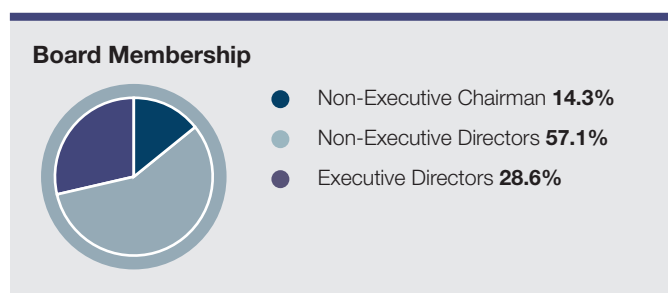 Board Membership
Non-Executive Chairman 14.3%
Non-Executive Directors 57.1%
Executive Directors 28.6%